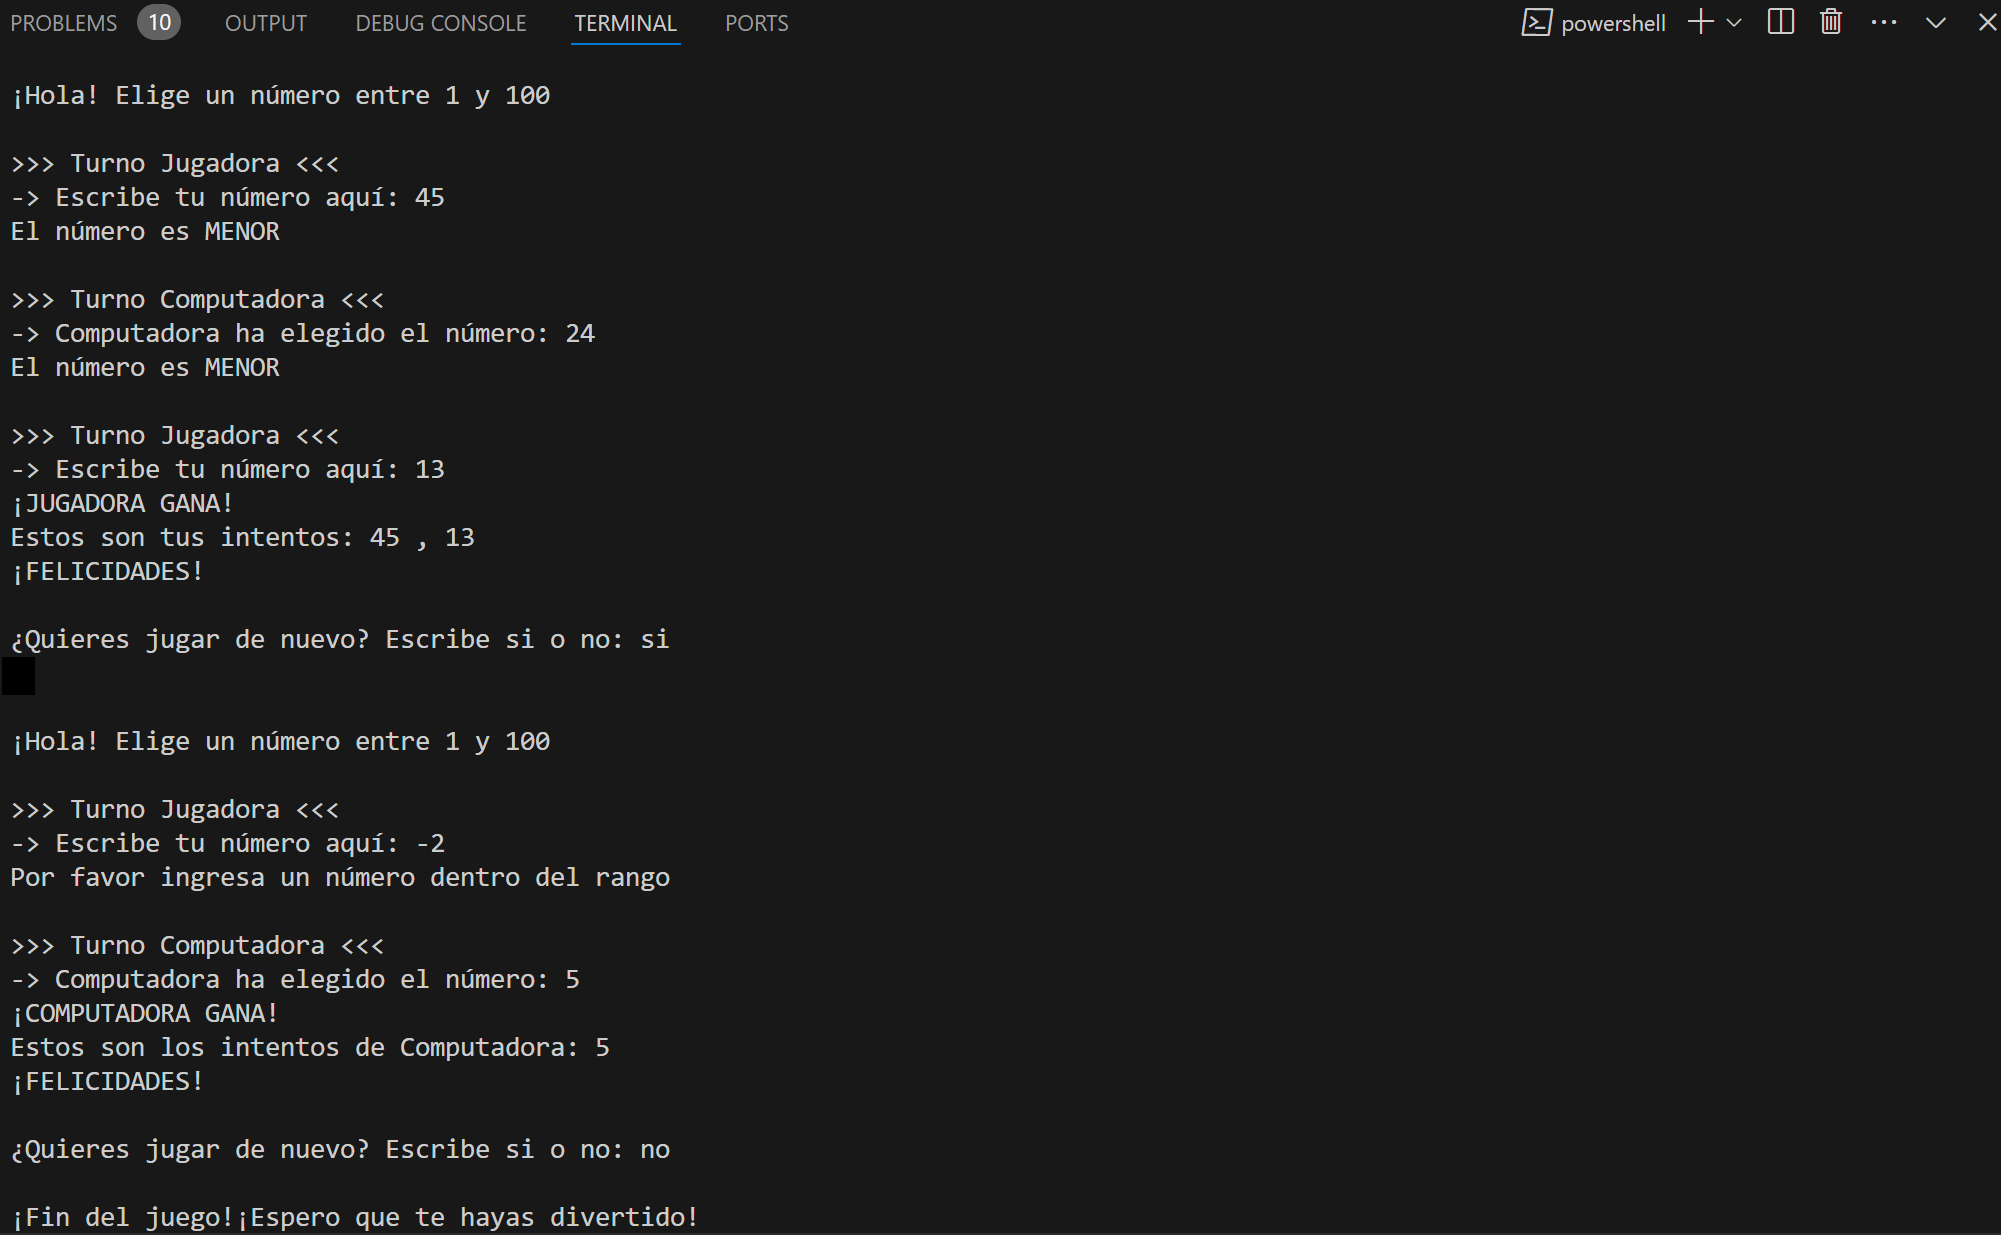 PROBLEMS 10 OUTPUT DEBUG CONSOLE TERMINAL PORTS powershell
¡Hola! Elige un número entre 1 y 100
>>> Turno Jugadora <<<
-> Escribe tu número aquí: 45
El número es MENOR
>>> Turno Computadora <<<
-> Computadora ha elegido el número: 24
El número es MENOR
>>> Turno Jugadora <<<
-> Escribe tu número aquí: 13
¡JUGADORA GANA!
Estos son tus intentos: 45 , 13
¡FELICIDADES!
¿Quieres jugar de nuevo? Escribe si o no: si
¡Hola! Elige un número entre 1 y 100
>>> Turno Jugadora <<<
-> Escribe tu número aquí: -2
Por favor ingresa un número dentro del rango
>>> Turno Computadora <<<
-> Computadora ha elegido el número: 5
¡COMPUTADORA GANA!
Estos son los intentos de Computadora: 5
¡FELICIDADES!
¿Quieres jugar de nuevo? Escribe si o no: no
¡Fin del juego!¡Espero que te hayas divertido!